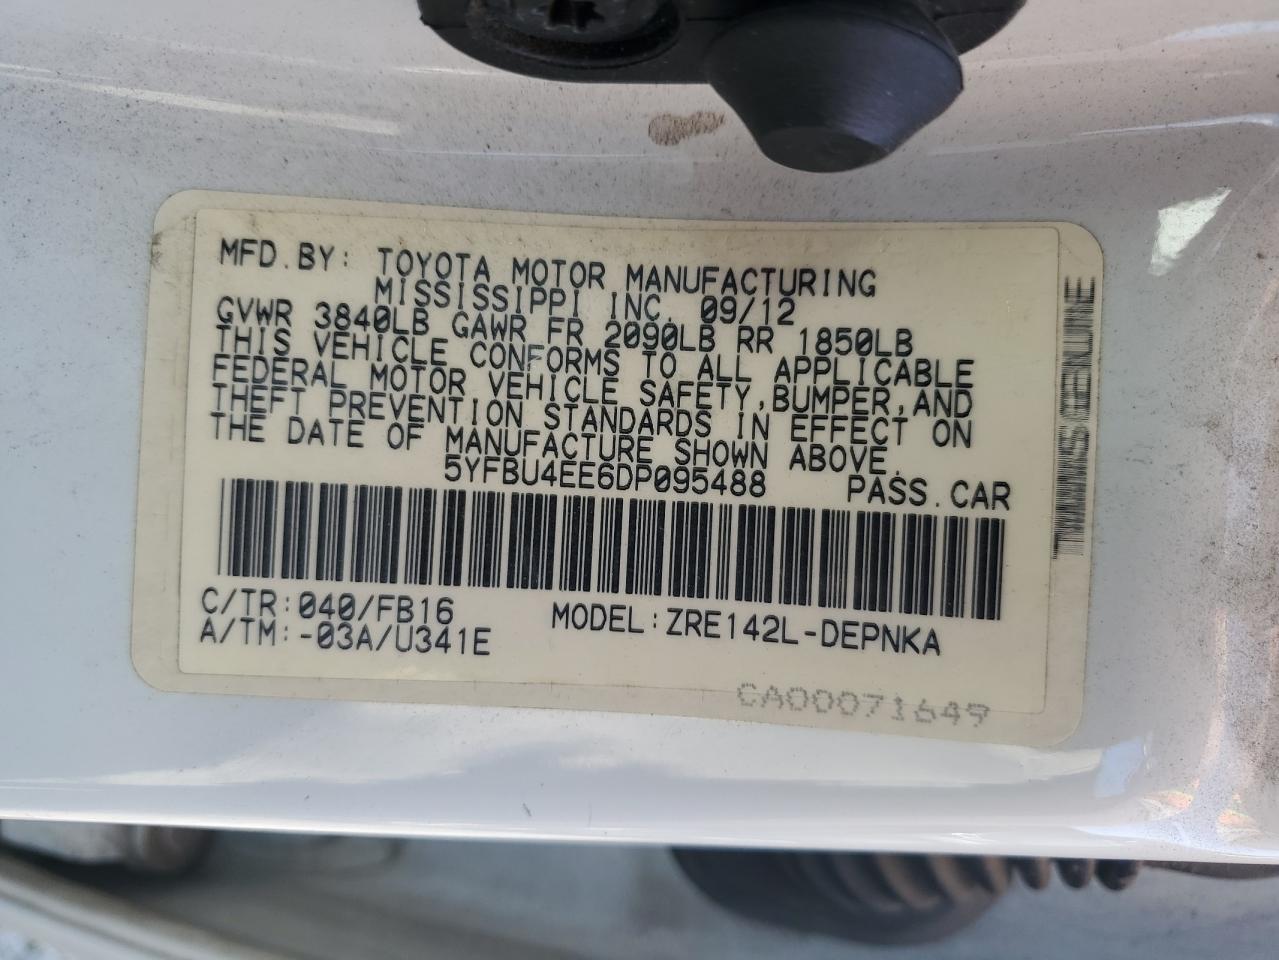 MFD.BY: TOYOTA MOTOR MANUFACTURING
MISSISSIPPI INC. 09/12
GVWR 3840LB GAWR FR 2090LB RR 1850LB
THIS VEHICLE CONFORMS TO ALL APPLICABLE
FEDERAL MOTOR VEHICLE SAFETY,BUMPER,AND
THEFT PREVENTION STANDARDS IN EFFECT ON
THE DATE OF MANUFACTURE SHOWN ABOVE.
5YFBU4EE6DP095488 PASS.CAR
C/TR:040/FB16 MODEL:ZRE142L-DEPNKA
A/TM:-03A/U341E
CA00071649